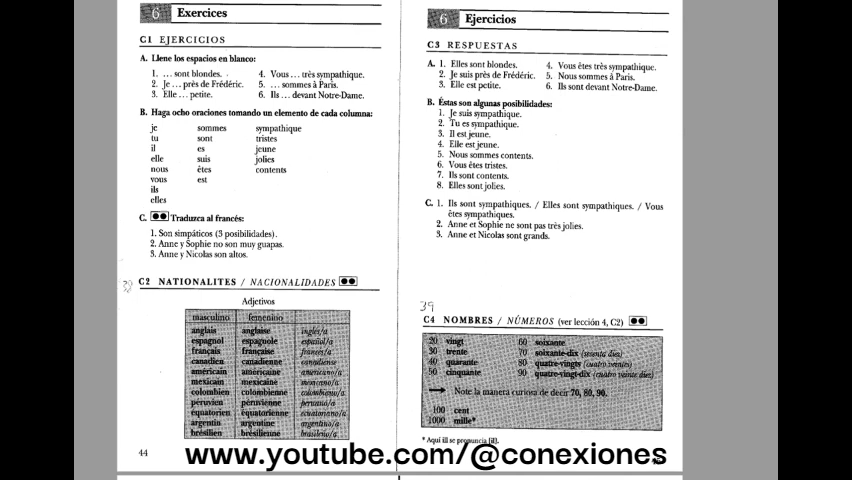 6 Exercices
C1 EJERCICIOS
A. Llene los espacios en blanco:
1. ... sont blondes.
2. Je ... près de Frédéric.
3. Elle ... petite.
4. Vous ... très sympathique.
5. ... sommes à Paris.
6. Ils ... devant Notre-Dame.
B. Haga ocho oraciones tomando un elemento de cada columna:
je sommes sympathique
tu sont tristes
il es jeune
elle suis jolies
nous êtes contents
vous est
ils
elles
C. Traduzca al francés:
1. Son simpáticos (3 posibilidades).
2. Anne y Sophie no son muy guapas.
3. Anne y Nicolas son altos.
39
C2 NATIONALITES / NACIONALIDADES
Adjetivos
masculino femenino
anglais anglaise inglés/a
espagnol espagnole español/a
français française francés/a
canadien canadienne canadiense
américain américaine americano/a
mexicain mexicaine mexicano/a
colombien colombienne colombiano/a
péruvien péruvienne peruano/a
équatorien équatorienne ecuatoriano/a
argentin argentine argentino/a
brésilien brésilienne brasileño/a
44
6 Ejercicios
C3 RESPUESTAS
A. 1. Elles sont blondes.
2. Je suis près de Frédéric.
3. Elle est petite.
4. Vous êtes très sympathique.
5. Nous sommes à Paris.
6. Ils sont devant Notre-Dame.
B. Éstas son algunas posibilidades:
1. Je suis sympathique.
2. Tu es sympathique.
3. Il est jeune.
4. Elle est jeune.
5. Nous sommes contents.
6. Vous êtes tristes.
7. Ils sont contents.
8. Elles sont jolies.
C. 1. Ils sont sympathiques. / Elles sont sympathiques. / Vous
êtes sympathiques.
2. Anne et Sophie ne sont pas très jolies.
3. Anne et Nicolas sont grands.
39
C4 NOMBRES / NÚMEROS (ver lección 4, C2)
20 vingt 60 soixante
30 trente 70 soixante-dix (sesenta diez)
40 quarante 80 quatre-vingts (cuatro veintes)
50 cinquante 90 quatre-vingt-dix (cuatro veinte diez)
Note la manera curiosa de decir 70, 80, 90.
100 cent
1000 mille*
* Aquí ill se pronuncia [il].
www.youtube.com/@conexiones